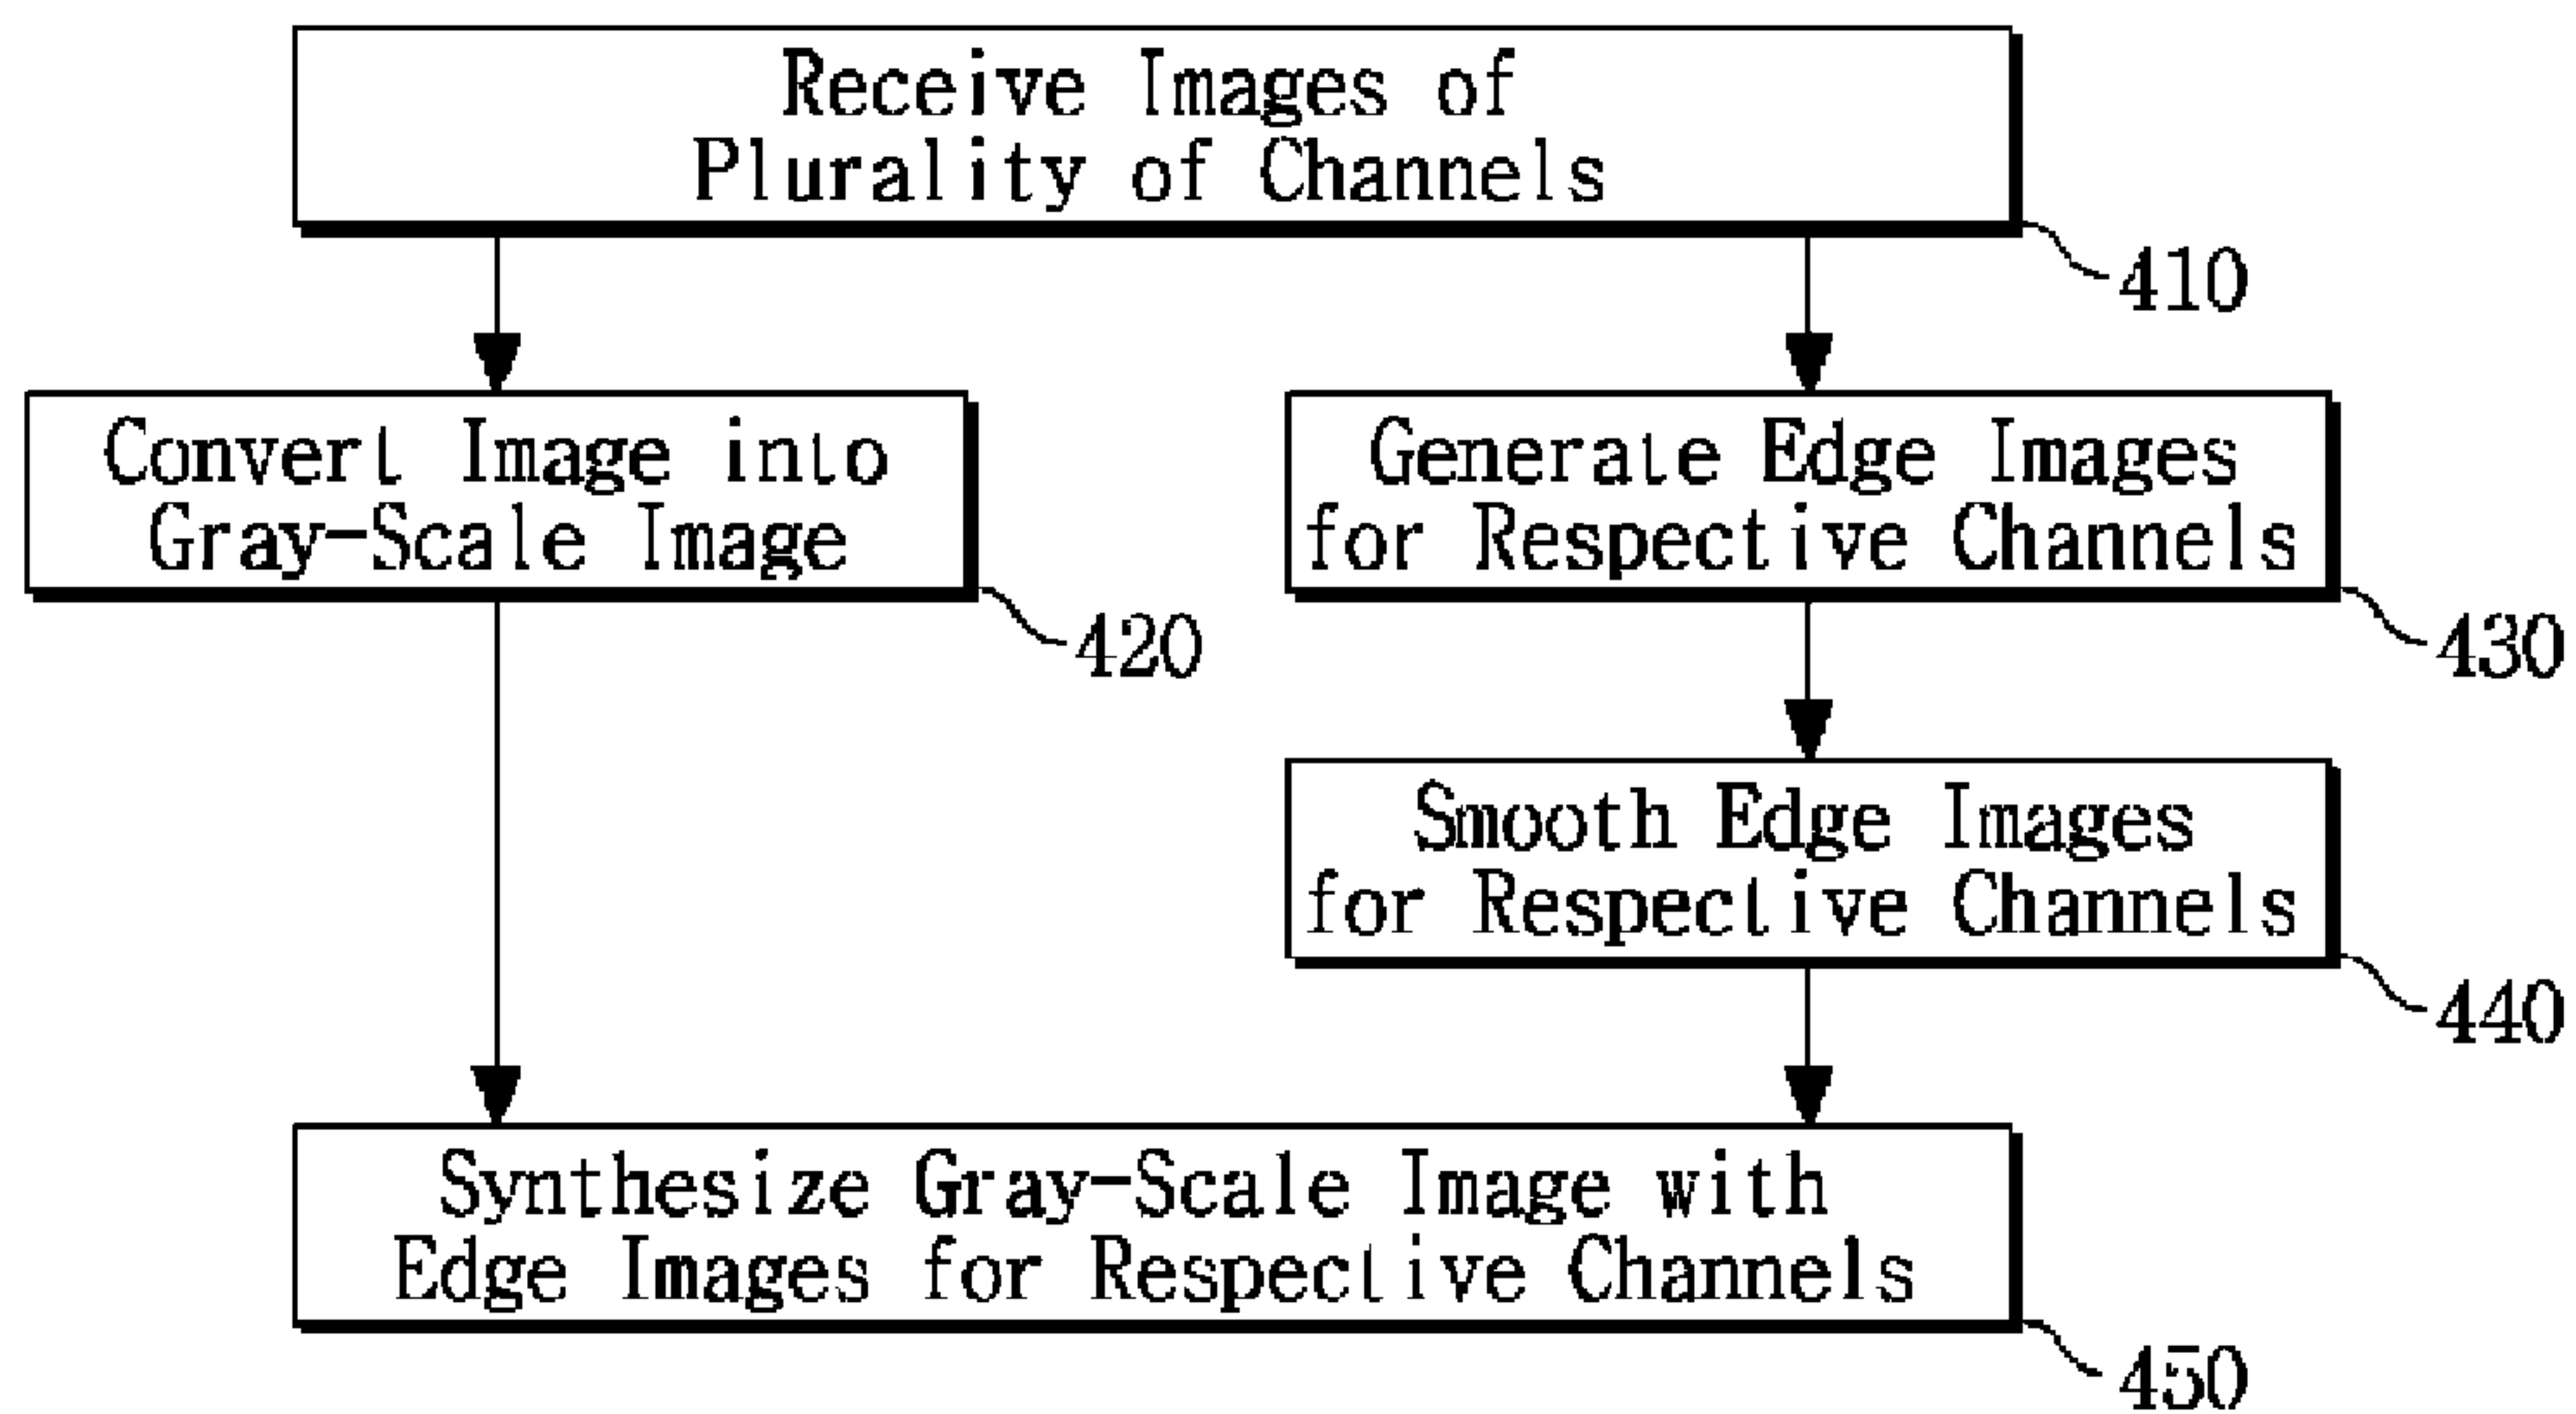 Receive Images of
Plurality of Channels
410
Convert Image into
Gray-Scale Image
420
Generate Edge Images
for Respective Channels
430
Smooth Edge Images
for Respective Channels
440
Synthesize Gray-Scale Image with
Edge Images for Respective Channels
450